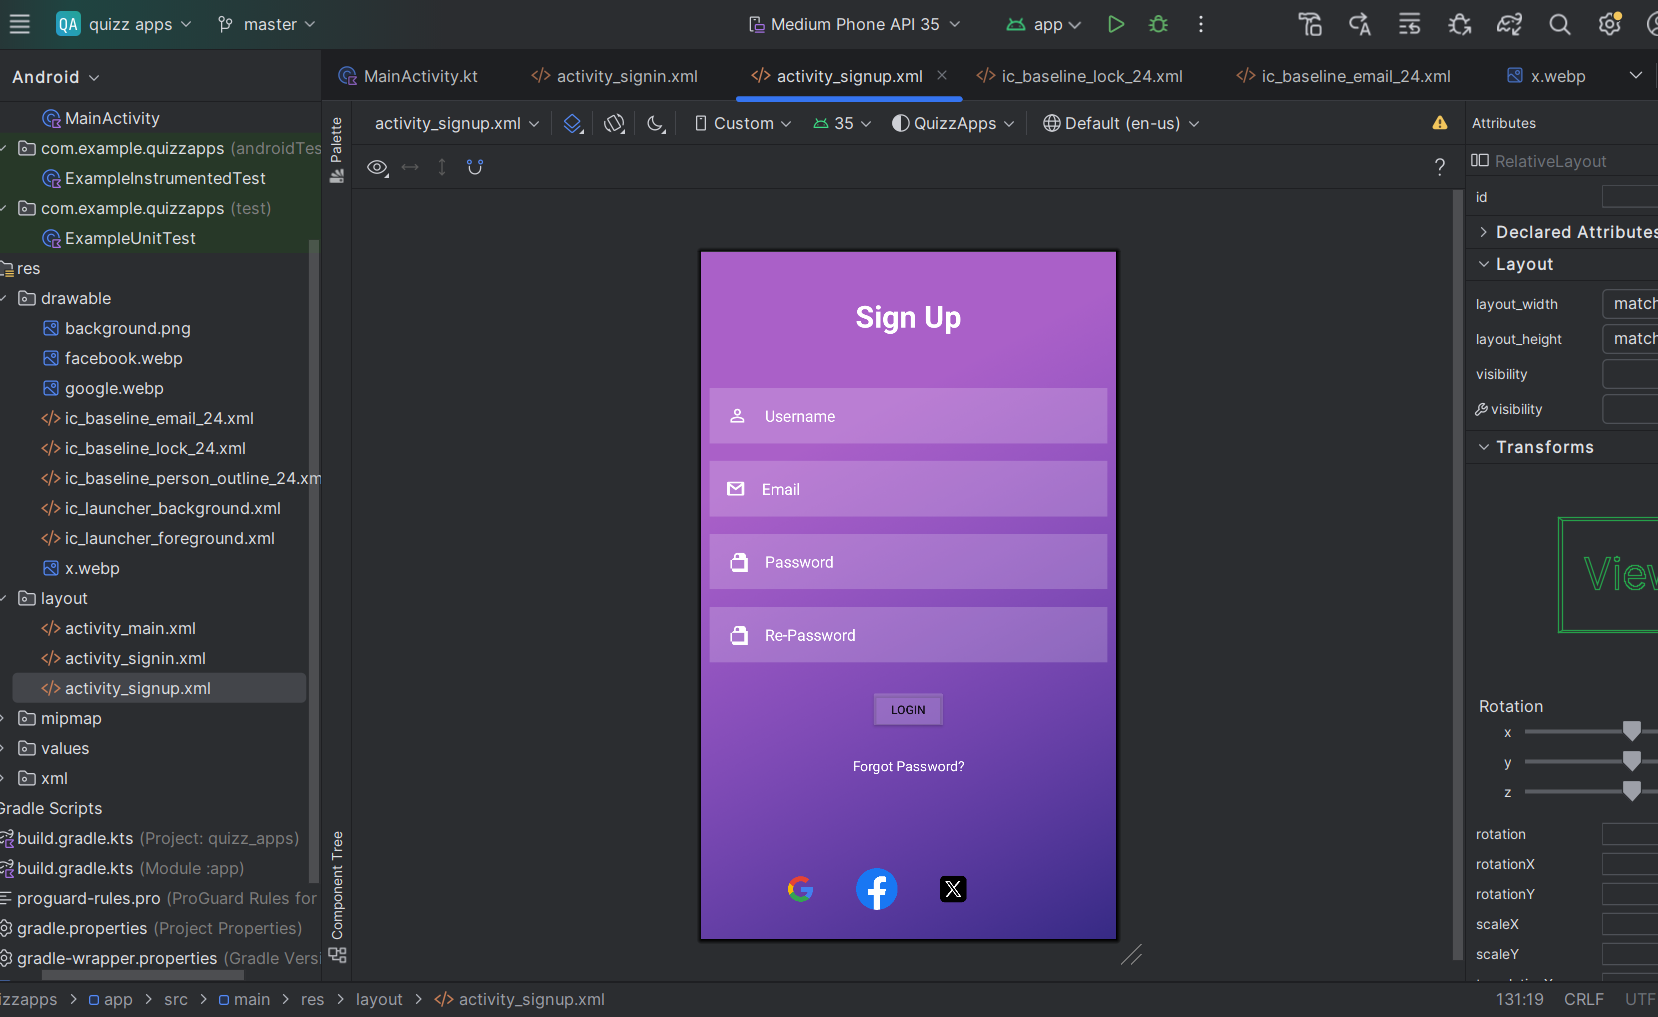 QA quizz apps master Medium Phone API 35 app
Android
MainActivity.kt activity_signin.xml activity_signup.xml ic_baseline_lock_24.xml ic_baseline_email_24.xml x.webp
activity_signup.xml Custom 35 QuizzApps Default (en-us)
Palette
?
MainActivity
com.example.quizzapps (androidTes
ExampleInstrumentedTest
com.example.quizzapps (test)
ExampleUnitTest
res
drawable
background.png
facebook.webp
google.webp
ic_baseline_email_24.xml
ic_baseline_lock_24.xml
ic_baseline_person_outline_24.xm
ic_launcher_background.xml
ic_launcher_foreground.xml
x.webp
layout
activity_main.xml
activity_signin.xml
activity_signup.xml
mipmap
values
xml
Gradle Scripts
build.gradle.kts (Project: quizz_apps)
build.gradle.kts (Module :app)
proguard-rules.pro (ProGuard Rules for
gradle.properties (Project Properties)
gradle-wrapper.properties (Gradle Versi
Component Tree
Sign Up
Username
Email
Password
Re-Password
LOGIN
Forgot Password?
Attributes
RelativeLayout
id
Declared Attributes
Layout
layout_width match
layout_height match
visibility
visibility
Transforms
View
Rotation
x
y
z
rotation
rotationX
rotationY
scaleX
scaleY
izzapps > app > src > main > res > layout > activity_signup.xml
131:19 CRLF UTF